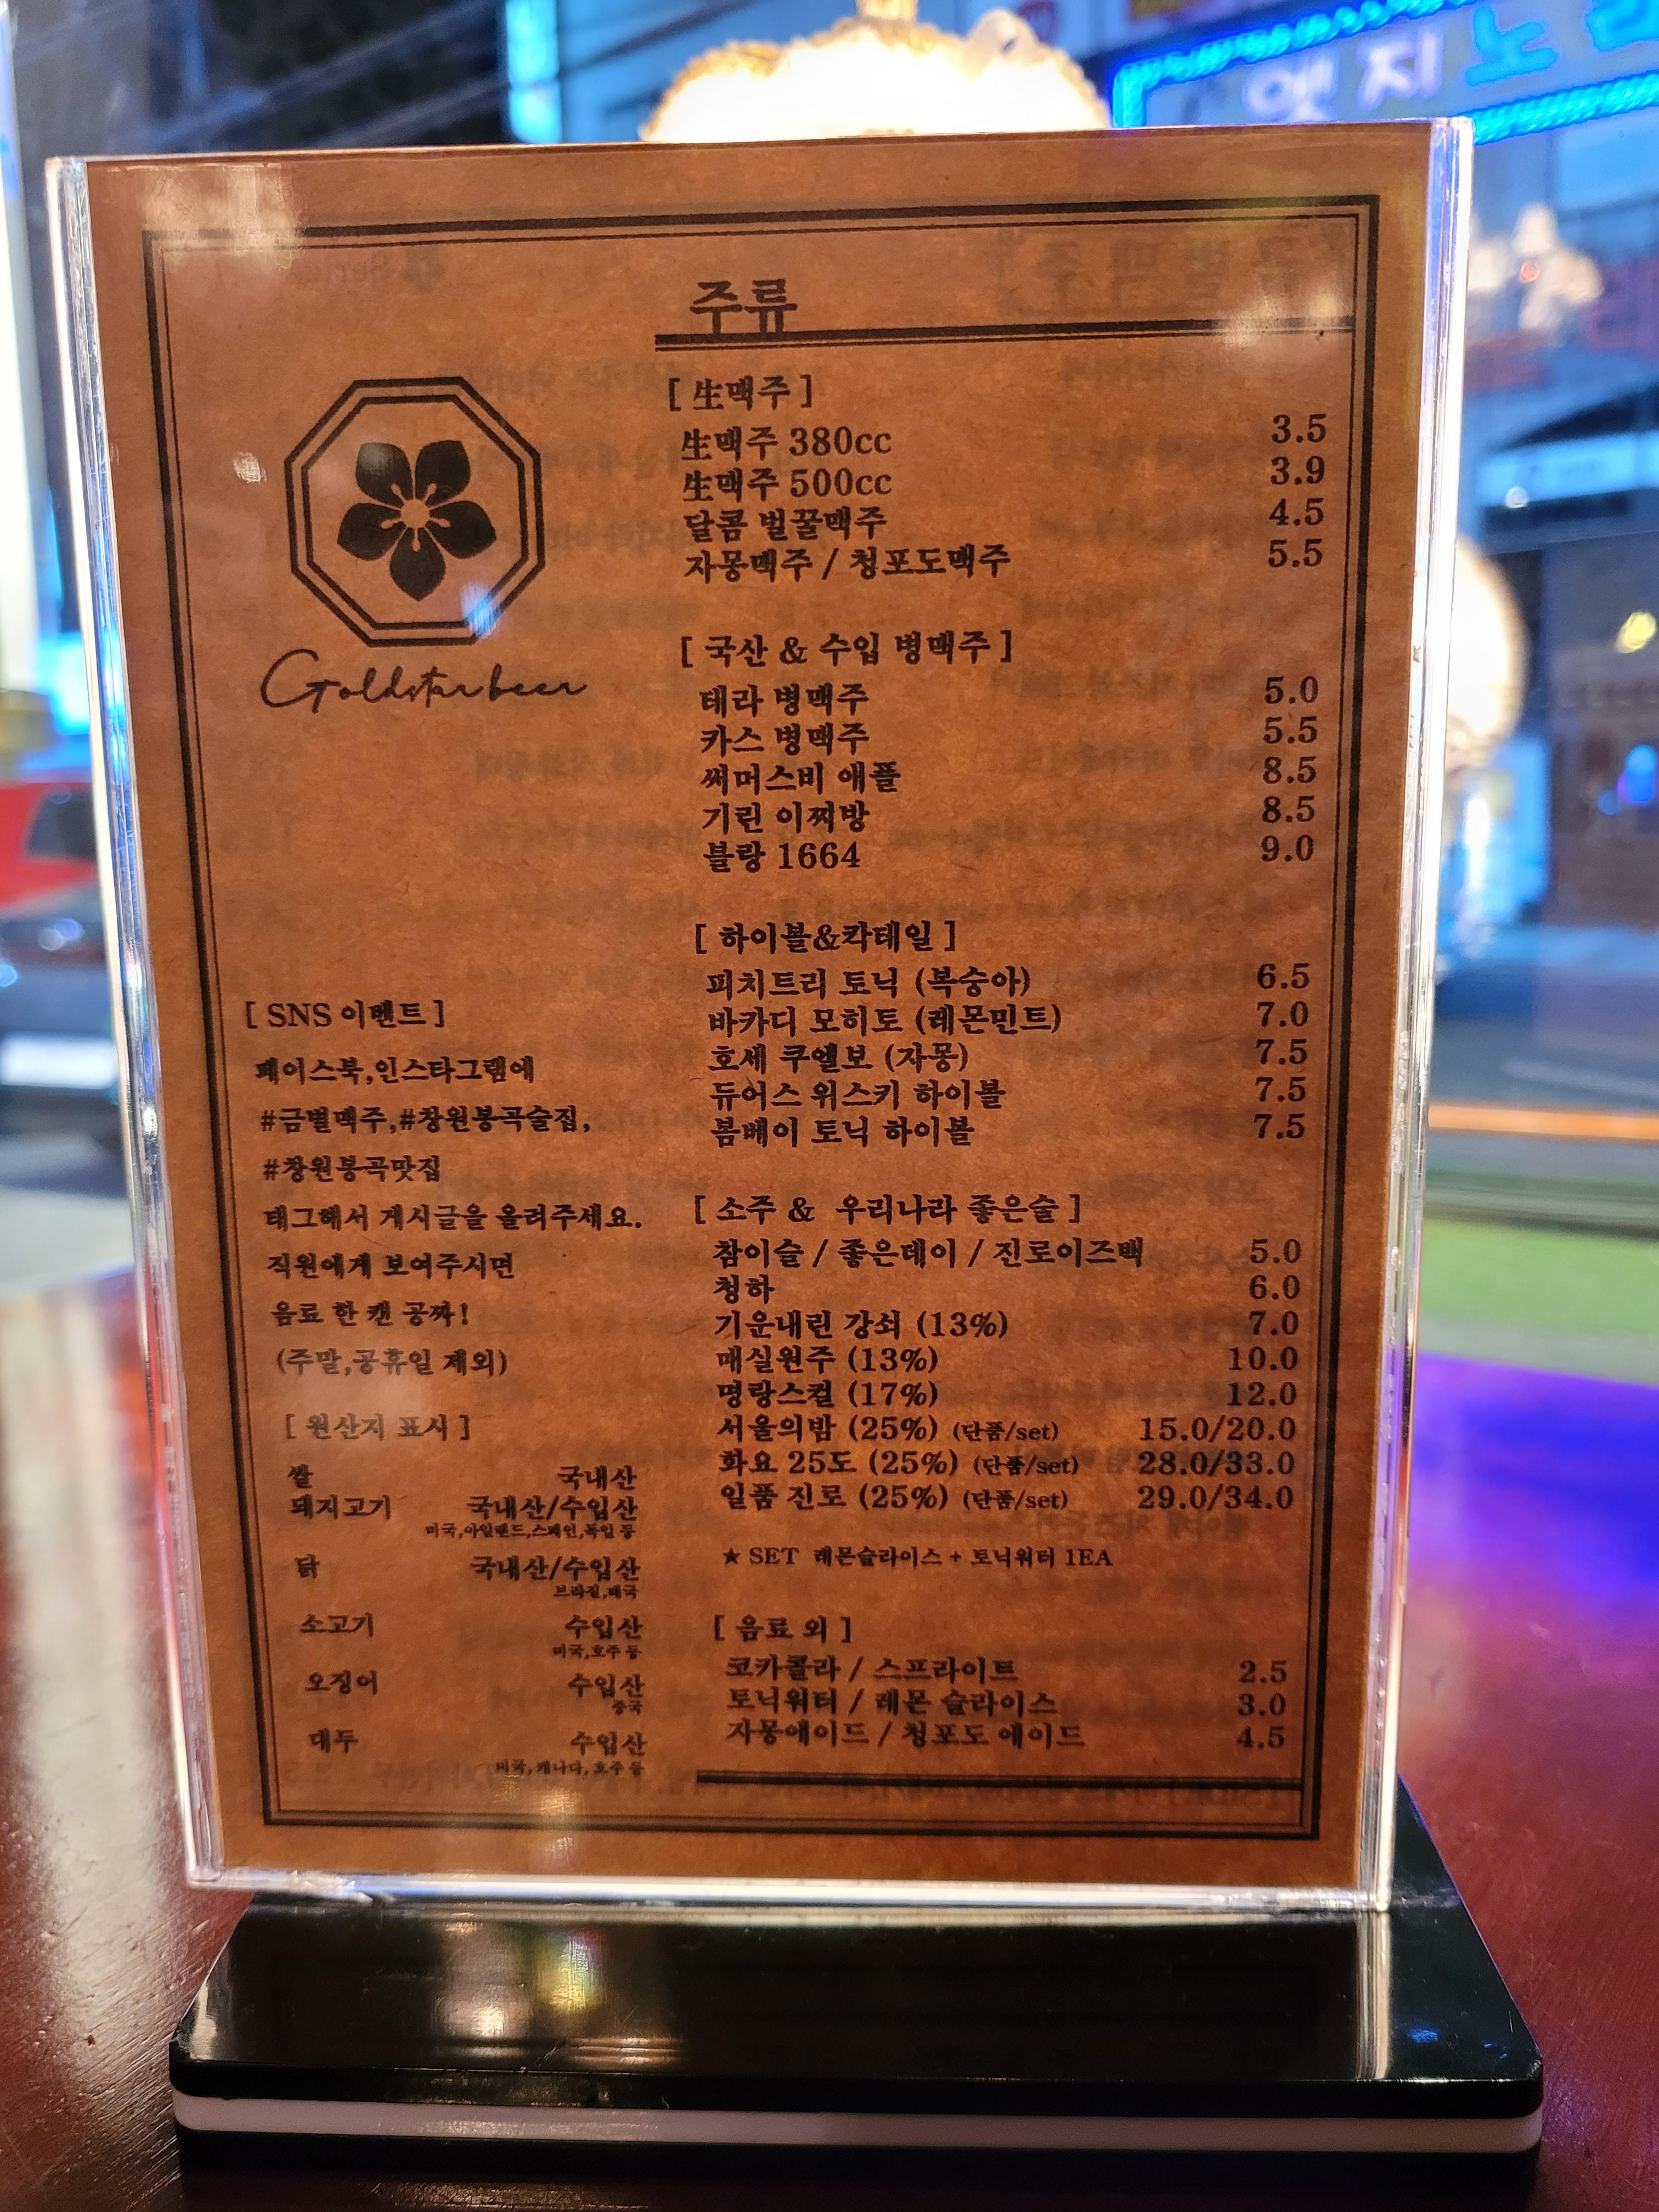 엣지노
주류
[ 生맥주 ]
生맥주 380cc 3.5
生맥주 500cc 3.9
달콤 벌꿀맥주 4.5
자몽맥주 / 청포도맥주 5.5
[ 국산 & 수입 병맥주 ]
테라 병맥주 5.0
카스 병맥주 5.5
써머스비 애플 8.5
기린 이찌방 8.5
블랑 1664 9.0
[ 하이볼&칵테일 ]
피치트리 토닉 (복숭아) 6.5
바카디 모히토 (레몬민트) 7.0
호세 쿠엘보 (자몽) 7.5
듀어스 위스키 하이볼 7.5
봄베이 토닉 하이볼 7.5
[ 소주 & 우리나라 좋은술 ]
참이슬 / 좋은데이 / 진로이즈백 5.0
청하 6.0
기운내린 강쇠 (13%) 7.0
매실원주 (13%) 10.0
명랑스컬 (17%) 12.0
서울의밤 (25%) (단품/set) 15.0/20.0
화요 25도 (25%) (단품/set) 28.0/33.0
일품 진로 (25%) (단품/set) 29.0/34.0
★ SET 레몬슬라이스 + 토닉워터 1EA
[ 음료 외 ]
코카콜라 / 스프라이트 2.5
토닉워터 / 레몬 슬라이스 3.0
자몽에이드 / 청포도 에이드 4.5
Goldstarbeer
[ SNS 이벤트 ]
페이스북,인스타그램에
#금별맥주,#창원봉곡술집,
#창원봉곡맛집
태그해서 게시글을 올려주세요.
직원에게 보여주시면
음료 한 캔 공짜!
(주말,공휴일 제외)
[ 원산지 표시 ]
쌀 국내산
돼지고기 국내산/수입산
미국,아일랜드,스페인,독일 등
닭 국내산/수입산
브라질,태국
소고기 수입산
미국,호주 등
오징어 수입산
중국
대두 수입산
미국,캐나다,호주 등